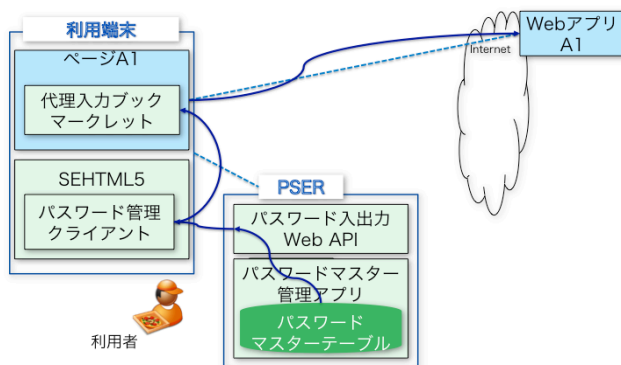 利用端末
ページA1
代理入力ブック
マークレット
SEHTML5
パスワード管理
クライアント
利用者
PSER
パスワード入出力
Web API
パスワードマスター
管理アプリ
パスワード
マスターテーブル
Internet
Webアプリ
A1